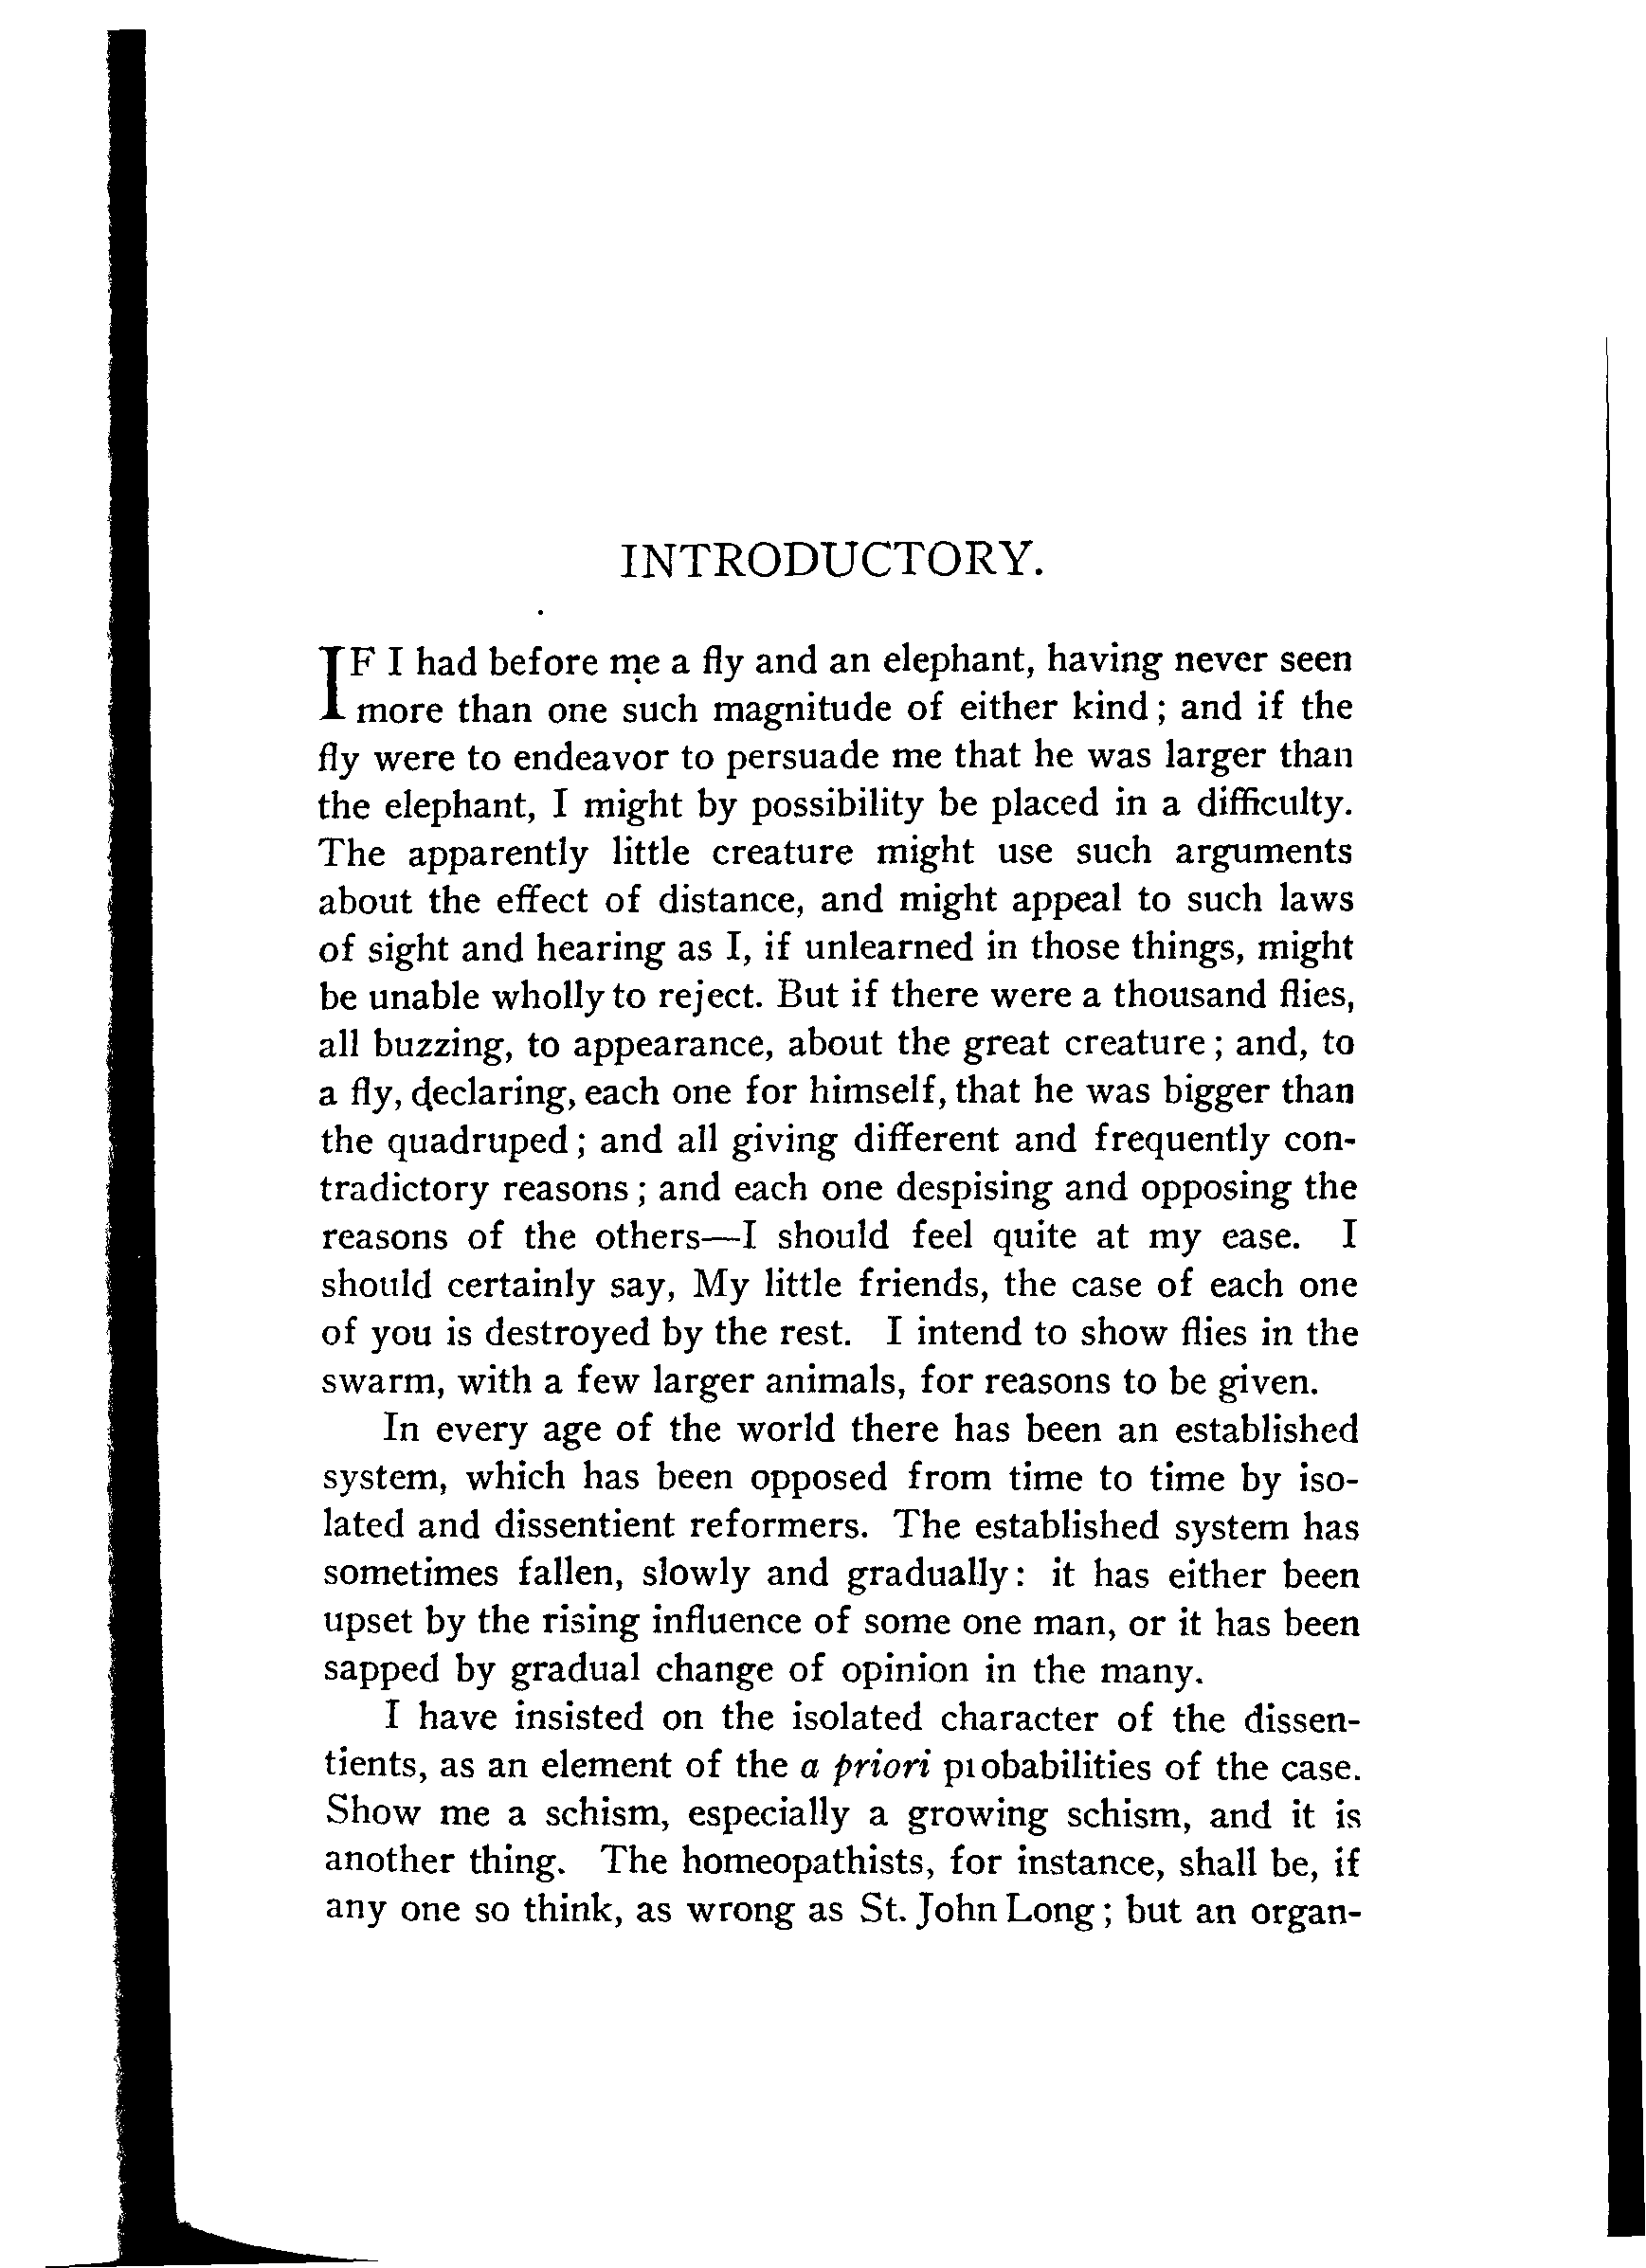 INTRODUCTORY.
IF I had before me a fly and an elephant, having never seen
more than one such magnitude of either kind; and if the
fly were to endeavor to persuade me that he was larger than
the elephant, I might by possibility be placed in a difficulty.
The apparently little creature might use such arguments
about the effect of distance, and might appeal to such laws
of sight and hearing as I, if unlearned in those things, might
be unable wholly to reject. But if there were a thousand flies,
all buzzing, to appearance, about the great creature; and, to
a fly, declaring, each one for himself, that he was bigger than
the quadruped; and all giving different and frequently con-
tradictory reasons; and each one despising and opposing the
reasons of the others—I should feel quite at my ease. I
should certainly say, My little friends, the case of each one
of you is destroyed by the rest. I intend to show flies in the
swarm, with a few larger animals, for reasons to be given.
In every age of the world there has been an established
system, which has been opposed from time to time by iso-
lated and dissentient reformers. The established system has
sometimes fallen, slowly and gradually: it has either been
upset by the rising influence of some one man, or it has been
sapped by gradual change of opinion in the many.
I have insisted on the isolated character of the dissen-
tients, as an element of the a priori probabilities of the case.
Show me a schism, especially a growing schism, and it is
another thing. The homeopathists, for instance, shall be, if
any one so think, as wrong as St. John Long; but an organ-